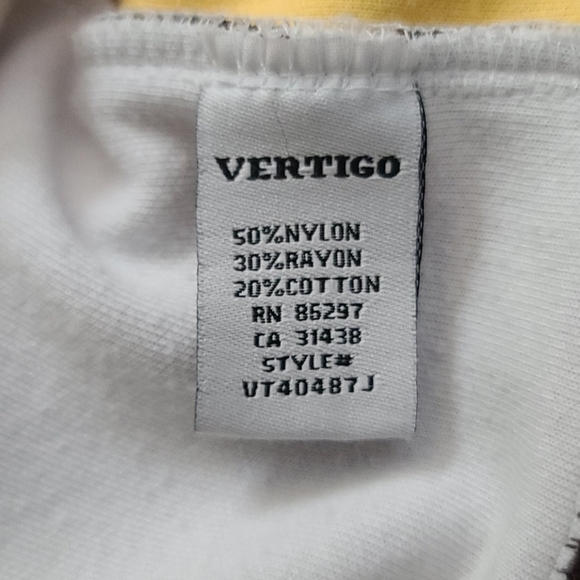 VERTIGO
50%NYLON
30%RAYON
20%COTTON
RN 86297
CA 31438
STYLE#
VT40487J